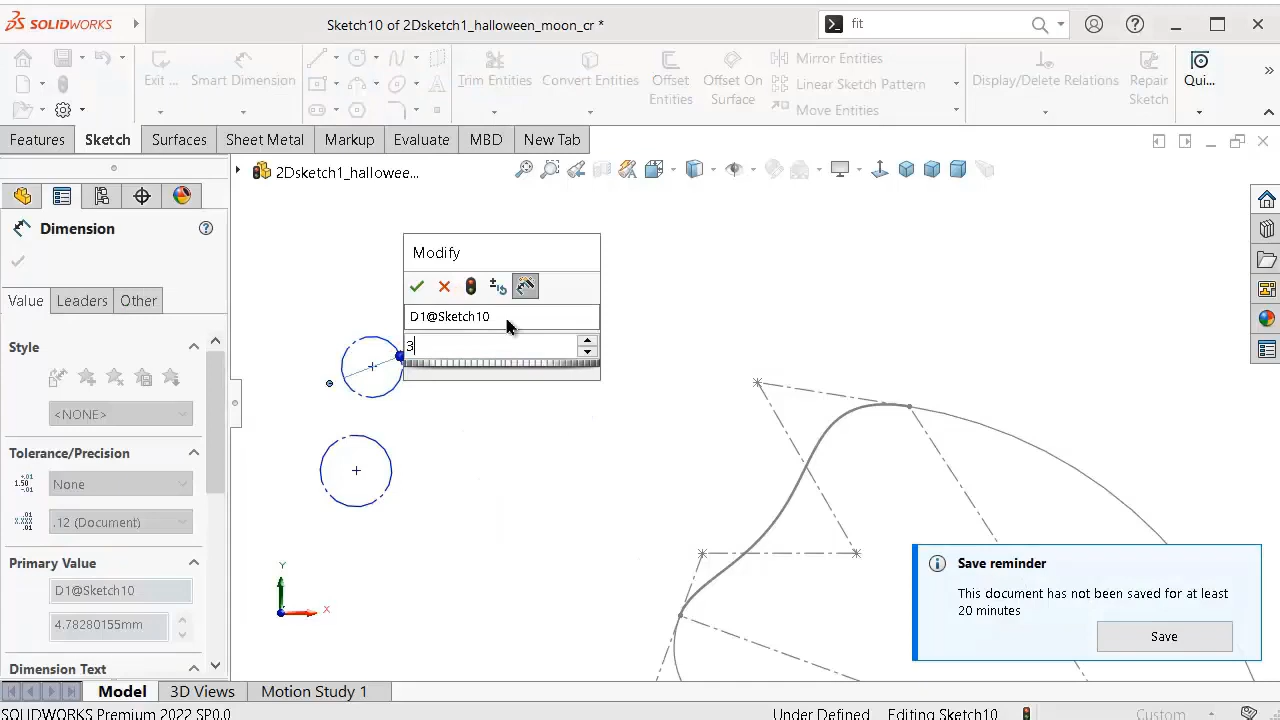 SOLIDWORKS
Sketch10 of 2Dsketch1_halloween_moon_cr *
fit
Exit ...
Smart Dimension
Trim Entities
Convert Entities
Offset Entities
Offset On Surface
Mirror Entities
Linear Sketch Pattern
Move Entities
Display/Delete Relations
Repair Sketch
Qui...
Features
Sketch
Surfaces
Sheet Metal
Markup
Evaluate
MBD
New Tab
2Dsketch1_hallowee...
Dimension
Value
Leaders
Other
Style
<NONE>
Tolerance/Precision
None
.12 (Document)
Primary Value
D1@Sketch10
4.78280155mm
Dimension Text
Modify
D1@Sketch10
3
Y
X
Save reminder
This document has not been saved for at least
20 minutes
Save
Model
3D Views
Motion Study 1
SOLIDWORKS Premium 2022 SP0.0
Under Defined
Editing Sketch10
Custom